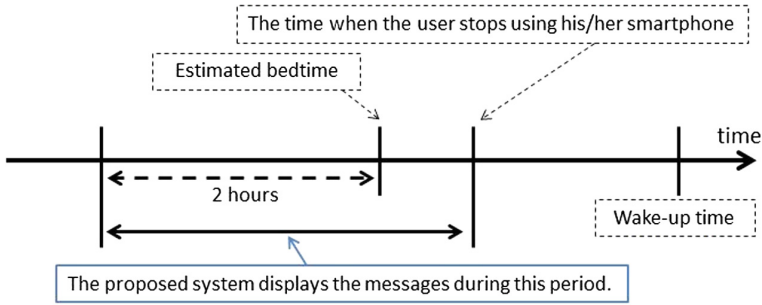 The time when the user stops using his/her smartphone
Estimated bedtime
time
2 hours
Wake-up time
The proposed system displays the messages during this period.